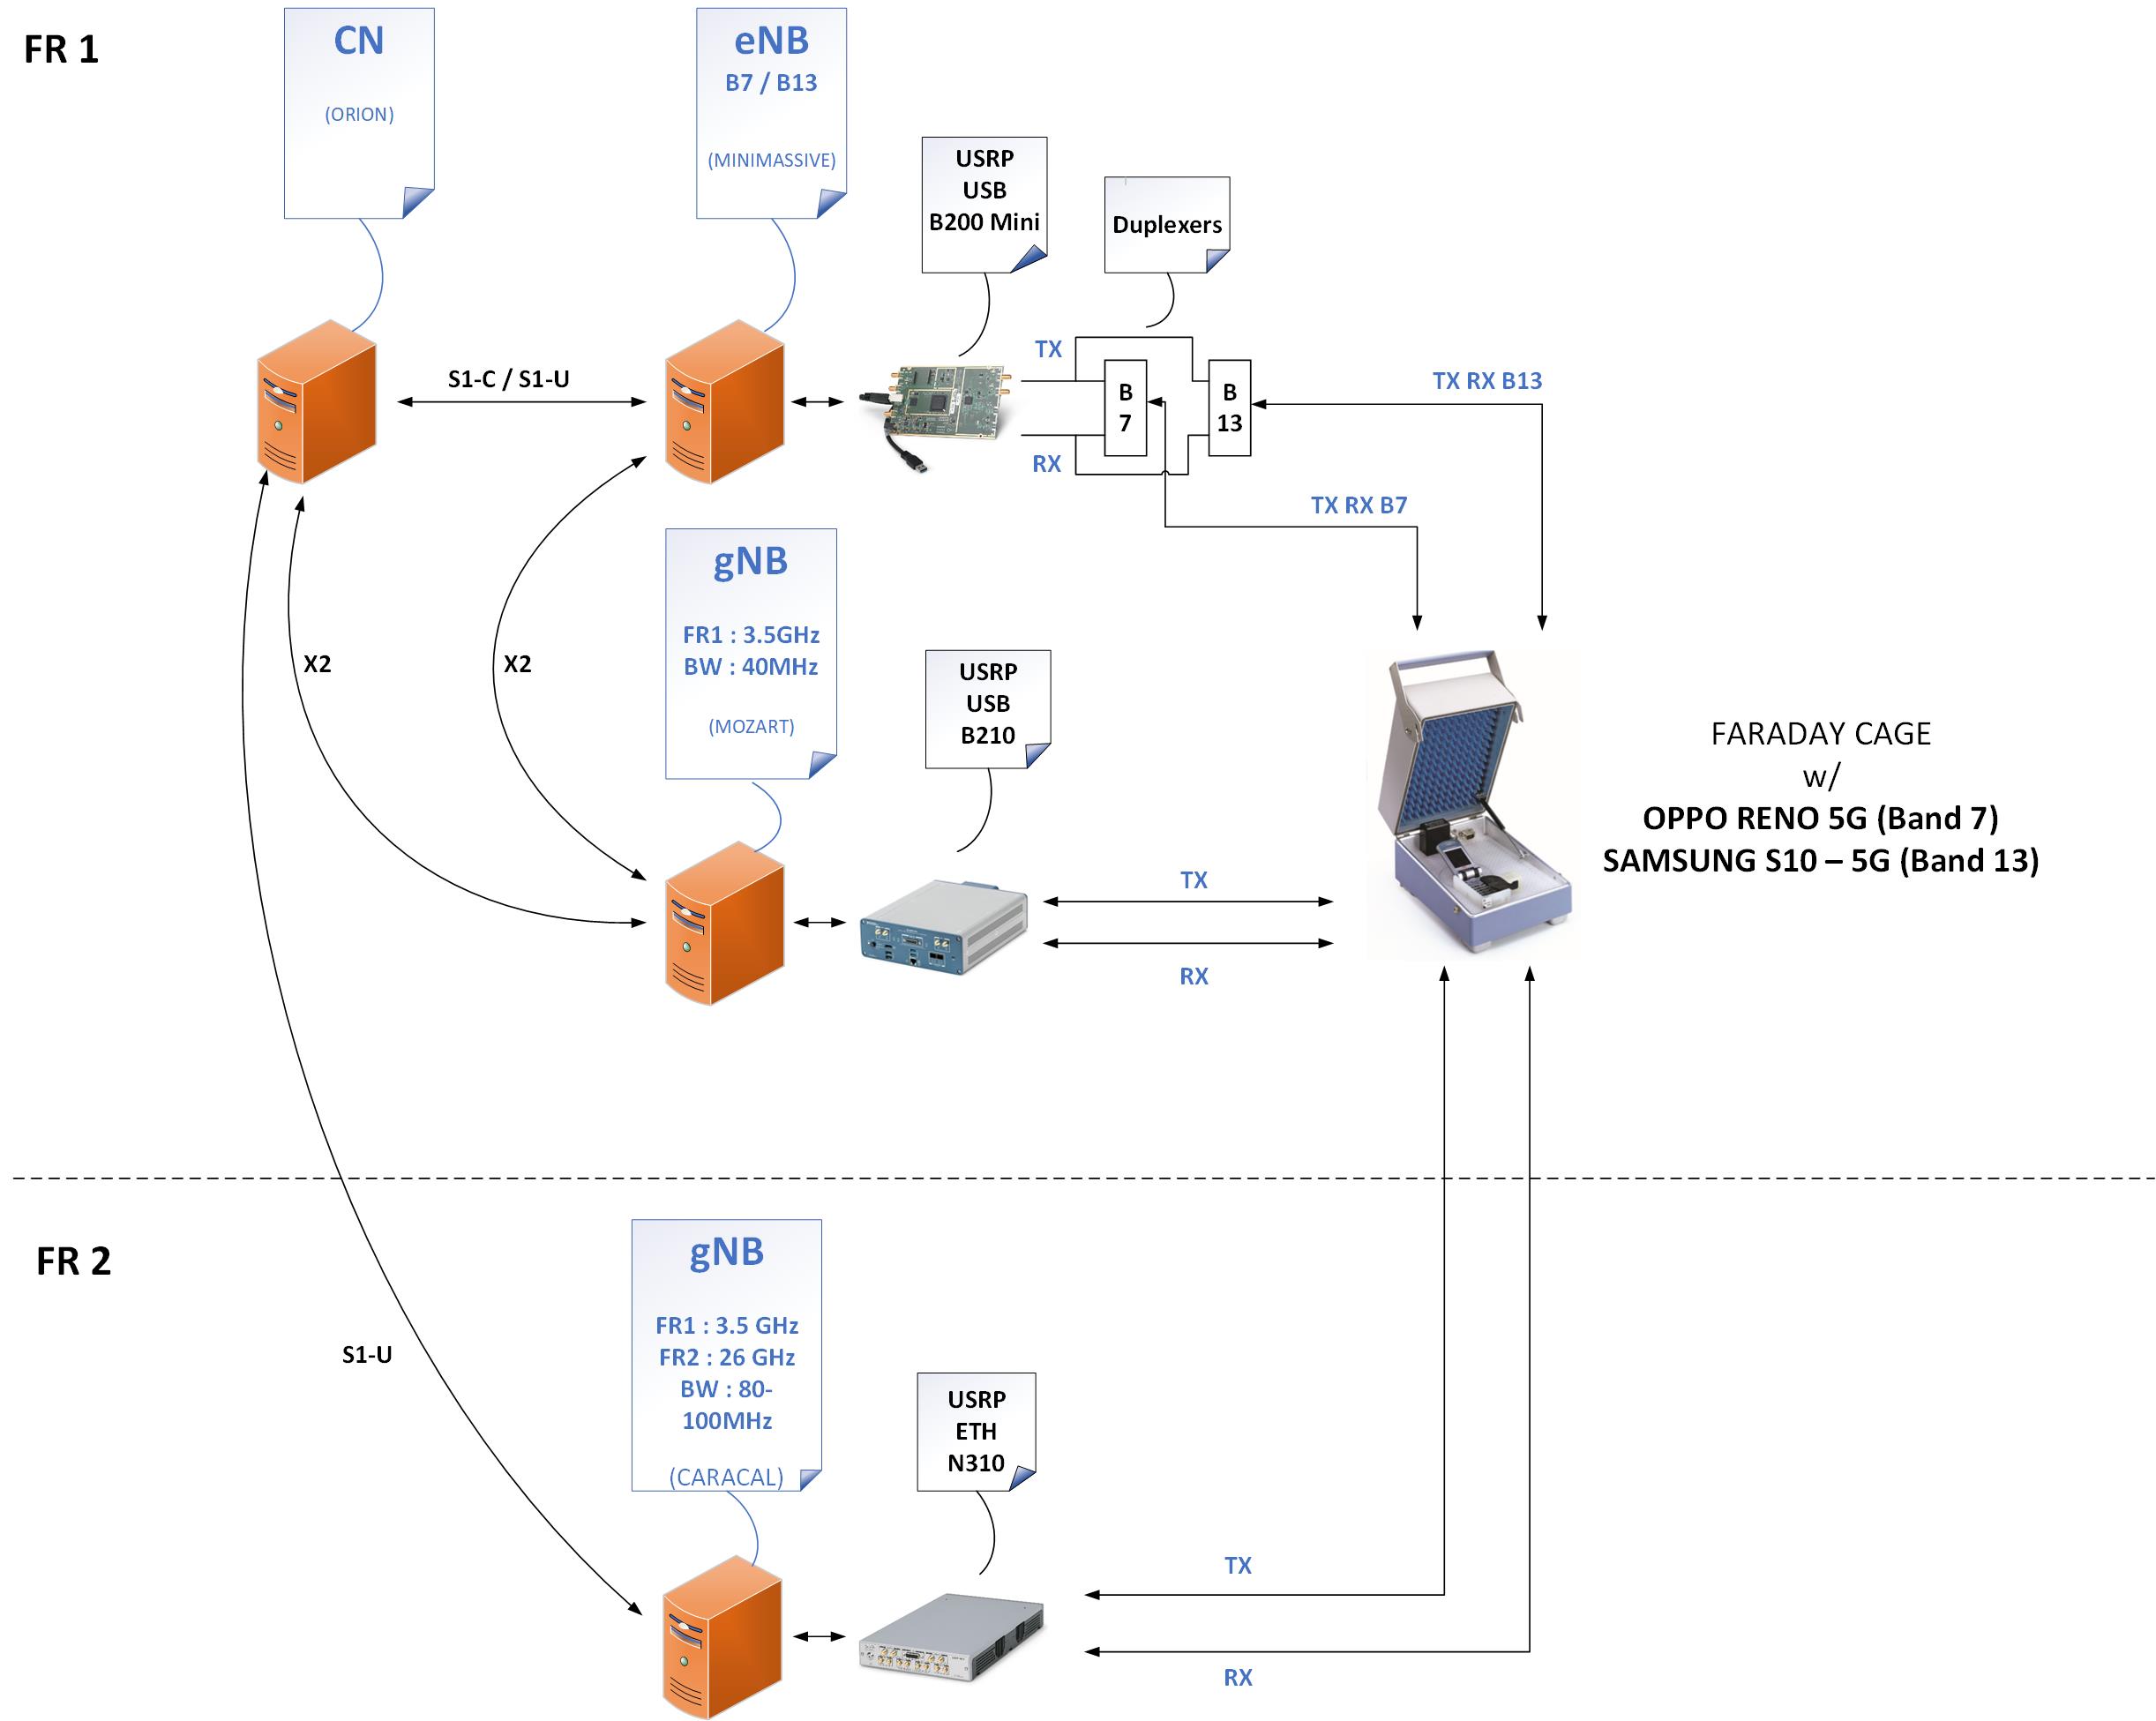 FR 1
CN
(ORION)
eNB
B7 / B13
(MINIMASSIVE)
USRP
USB
B200 Mini
Duplexers
S1-C / S1-U
TX
RX
B
7
B
13
TX RX B13
TX RX B7
gNB
FR1 : 3.5GHz
BW : 40MHz
(MOZART)
X2
X2
USRP
USB
B210
TX
RX
FARADAY CAGE
w/
OPPO RENO 5G (Band 7)
SAMSUNG S10 – 5G (Band 13)
FR 2
gNB
FR1 : 3.5 GHz
FR2 : 26 GHz
BW : 80-
100MHz
(CARACAL)
S1-U
USRP
ETH
N310
TX
RX